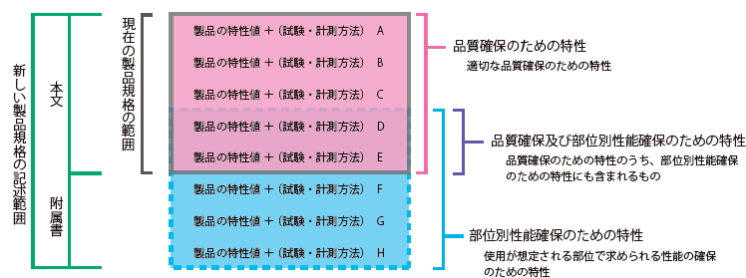 新しい製品規格の記述範囲
本文
附属書
現在の製品規格の範囲
製品の特性値 + (試験・計測方法) A
製品の特性値 + (試験・計測方法) B
製品の特性値 + (試験・計測方法) C
製品の特性値 + (試験・計測方法) D
製品の特性値 + (試験・計測方法) E
製品の特性値 + (試験・計測方法) F
製品の特性値 + (試験・計測方法) G
製品の特性値 + (試験・計測方法) H
品質確保のための特性
適切な品質確保のための特性
品質確保及び部位別性能確保のための特性
品質確保のための特性のうち、部位別性能確保
のための特性にも含まれるもの
部位別性能確保のための特性
使用が想定される部位で求められる性能の確保
のための特性